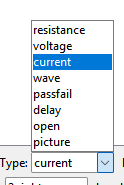 resistance
voltage
current
wave
passfail
delay
open
picture
Type: current